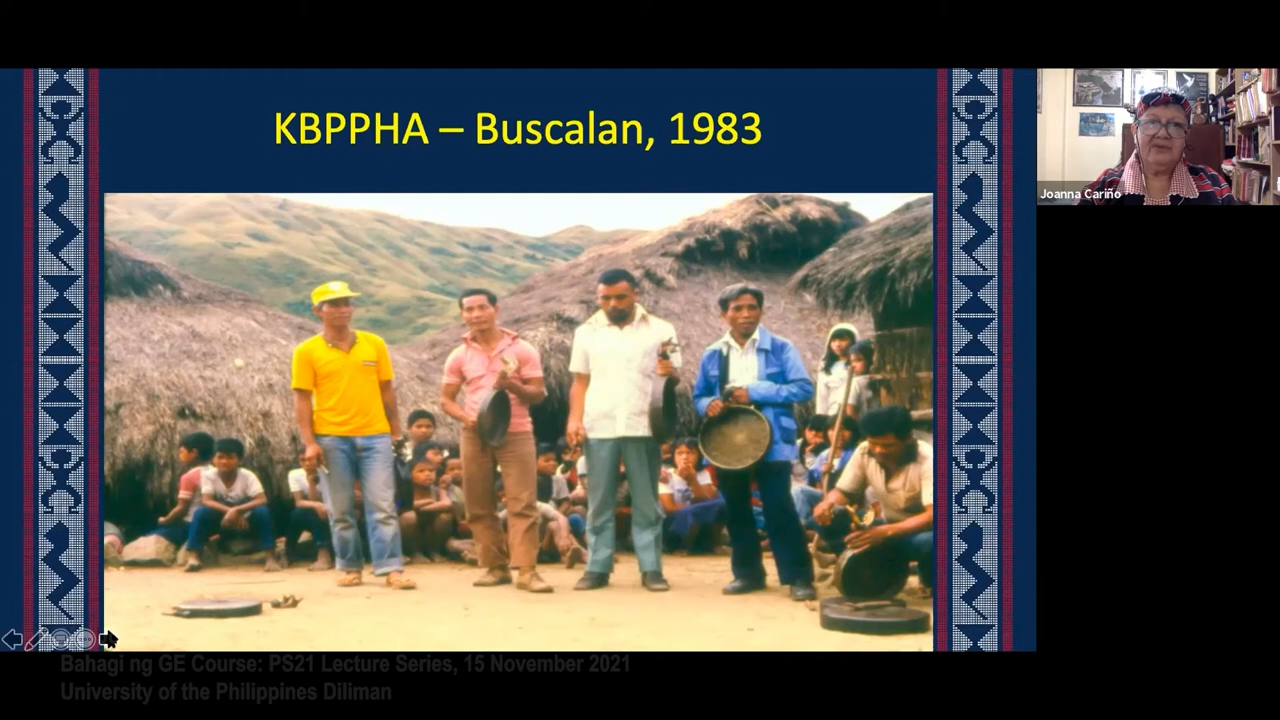 KBPPHA – Buscalan, 1983
Joanna Cariño
Bahagi ng GE Course: PS21 Lecture Series, 15 November 2021
University of the Philippines Diliman